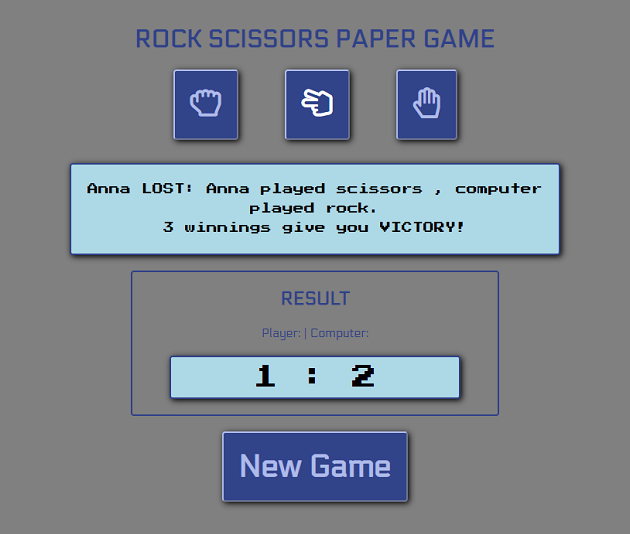 ROCK SCISSORS PAPER GAME
Anna LOST: Anna played scissors , computer
played rock.
3 winnings give you VICTORY!
RESULT
Player: | Computer:
1 : 2
New Game